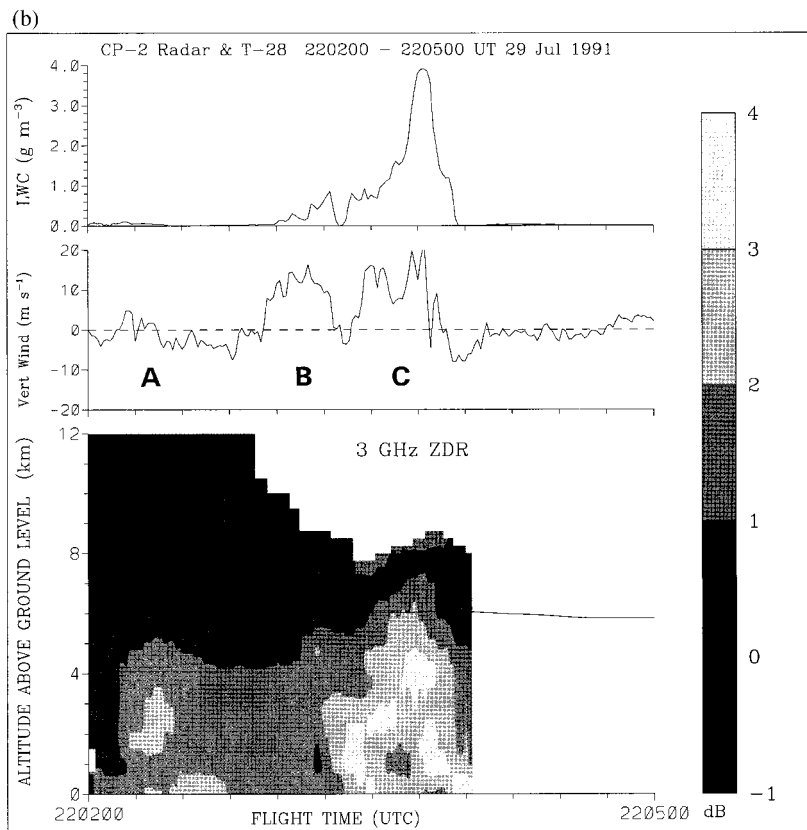 (b)
CP-2 Radar & T-28 220200 - 220500 UT 29 Jul 1991
LWC (g m⁻³)
4.0
3.0
2.0
1.0
0.0
Vert Wind (m s⁻¹)
20
10
0
-10
-20
A
B
C
ALTITUDE ABOVE GROUND LEVEL (km)
12
8
4
0
3 GHz ZDR
220200
FLIGHT TIME (UTC)
220500
4
3
2
1
0
-1
dB